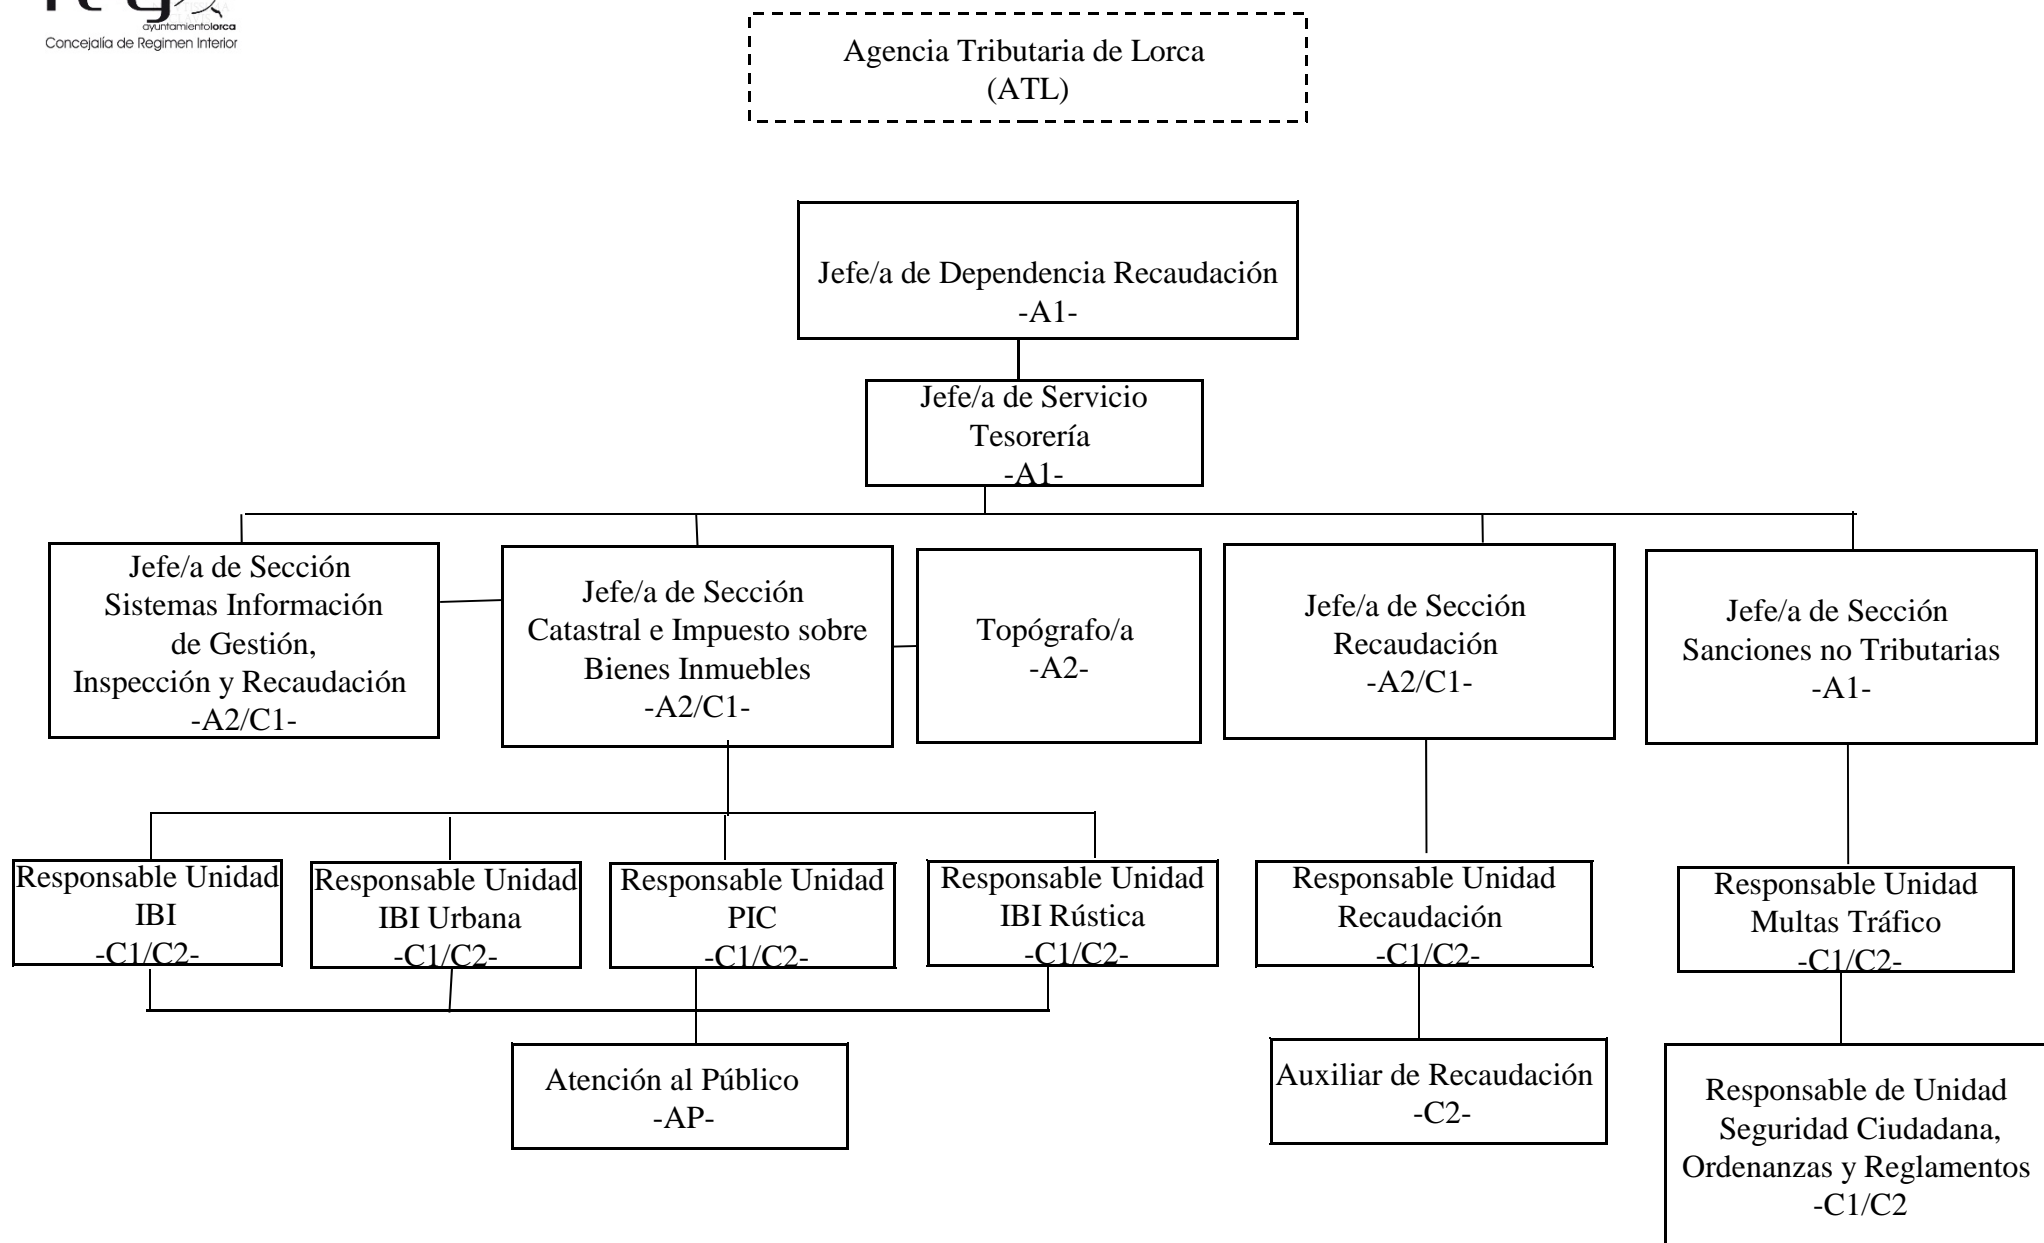 ayuntamientolorca
Concejalía de Regimen Interior
Agencia Tributaria de Lorca
(ATL)
Jefe/a de Dependencia Recaudación
-A1-
Jefe/a de Servicio
Tesorería
-A1-
Jefe/a de Sección
Sistemas Información
de Gestión,
Inspección y Recaudación
-A2/C1-
Jefe/a de Sección
Catastral e Impuesto sobre
Bienes Inmuebles
-A2/C1-
Topógrafo/a
-A2-
Jefe/a de Sección
Recaudación
-A2/C1-
Jefe/a de Sección
Sanciones no Tributarias
-A1-
Responsable Unidad
IBI
-C1/C2-
Responsable Unidad
IBI Urbana
-C1/C2-
Responsable Unidad
PIC
-C1/C2-
Responsable Unidad
IBI Rústica
-C1/C2-
Responsable Unidad
Recaudación
-C1/C2-
Responsable Unidad
Multas Tráfico
-C1/C2-
Atención al Público
-AP-
Auxiliar de Recaudación
-C2-
Responsable de Unidad
Seguridad Ciudadana,
Ordenanzas y Reglamentos
-C1/C2